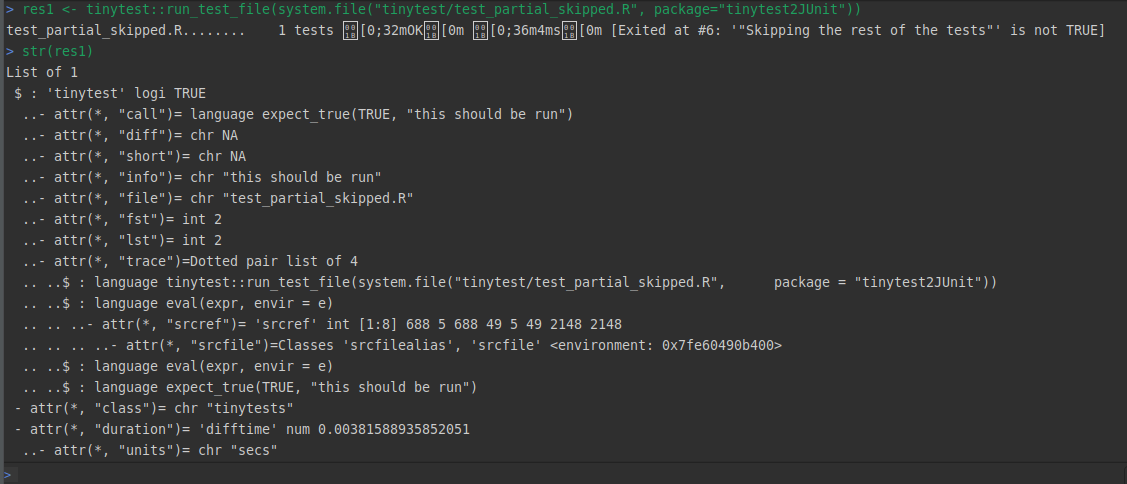 > res1 <- tinytest::run_test_file(system.file("tinytest/test_partial_skipped.R", package="tinytest2JUnit"))
test_partial_skipped.R........    1 tests [0;32mOK[0m [0;36m4ms[0m [Exited at #6: '"Skipping the rest of the tests"' is not TRUE]
> str(res1)
List of 1
 $ : 'tinytest' logi TRUE
  ..- attr(*, "call")= language expect_true(TRUE, "this should be run")
  ..- attr(*, "diff")= chr NA
  ..- attr(*, "short")= chr NA
  ..- attr(*, "info")= chr "this should be run"
  ..- attr(*, "file")= chr "test_partial_skipped.R"
  ..- attr(*, "fst")= int 2
  ..- attr(*, "lst")= int 2
  ..- attr(*, "trace")=Dotted pair list of 4
  .. ..$ : language tinytest::run_test_file(system.file("tinytest/test_partial_skipped.R",      package = "tinytest2JUnit"))
  .. ..$ : language eval(expr, envir = e)
  .. .. ..- attr(*, "srcref")= 'srcref' int [1:8] 688 5 688 49 5 49 2148 2148
  .. .. .. ..- attr(*, "srcfile")=Classes 'srcfilealias', 'srcfile' <environment: 0x7fe60490b400>
  .. ..$ : language eval(expr, envir = e)
  .. ..$ : language expect_true(TRUE, "this should be run")
 - attr(*, "class")= chr "tinytests"
 - attr(*, "duration")= 'difftime' num 0.00381588935852051
  ..- attr(*, "units")= chr "secs"
>